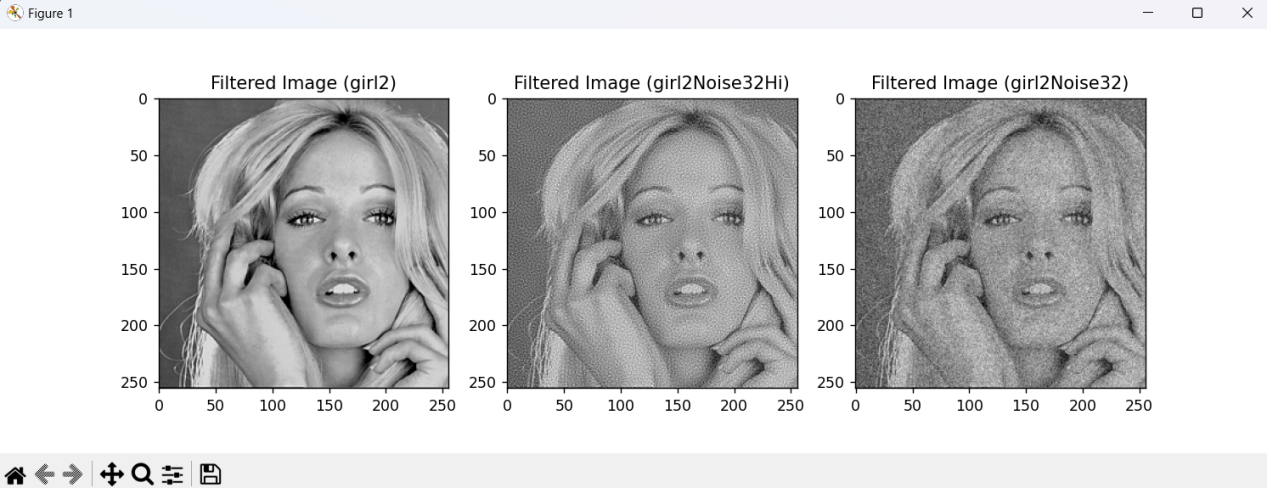 Figure 1
Filtered Image (girl2) Filtered Image (girl2Noise32Hi) Filtered Image (girl2Noise32)
0 0 0
50 50 50
100 100 100
150 150 150
200 200 200
250 250 250
0 50 100 150 200 250 0 50 100 150 200 250 0 50 100 150 200 250